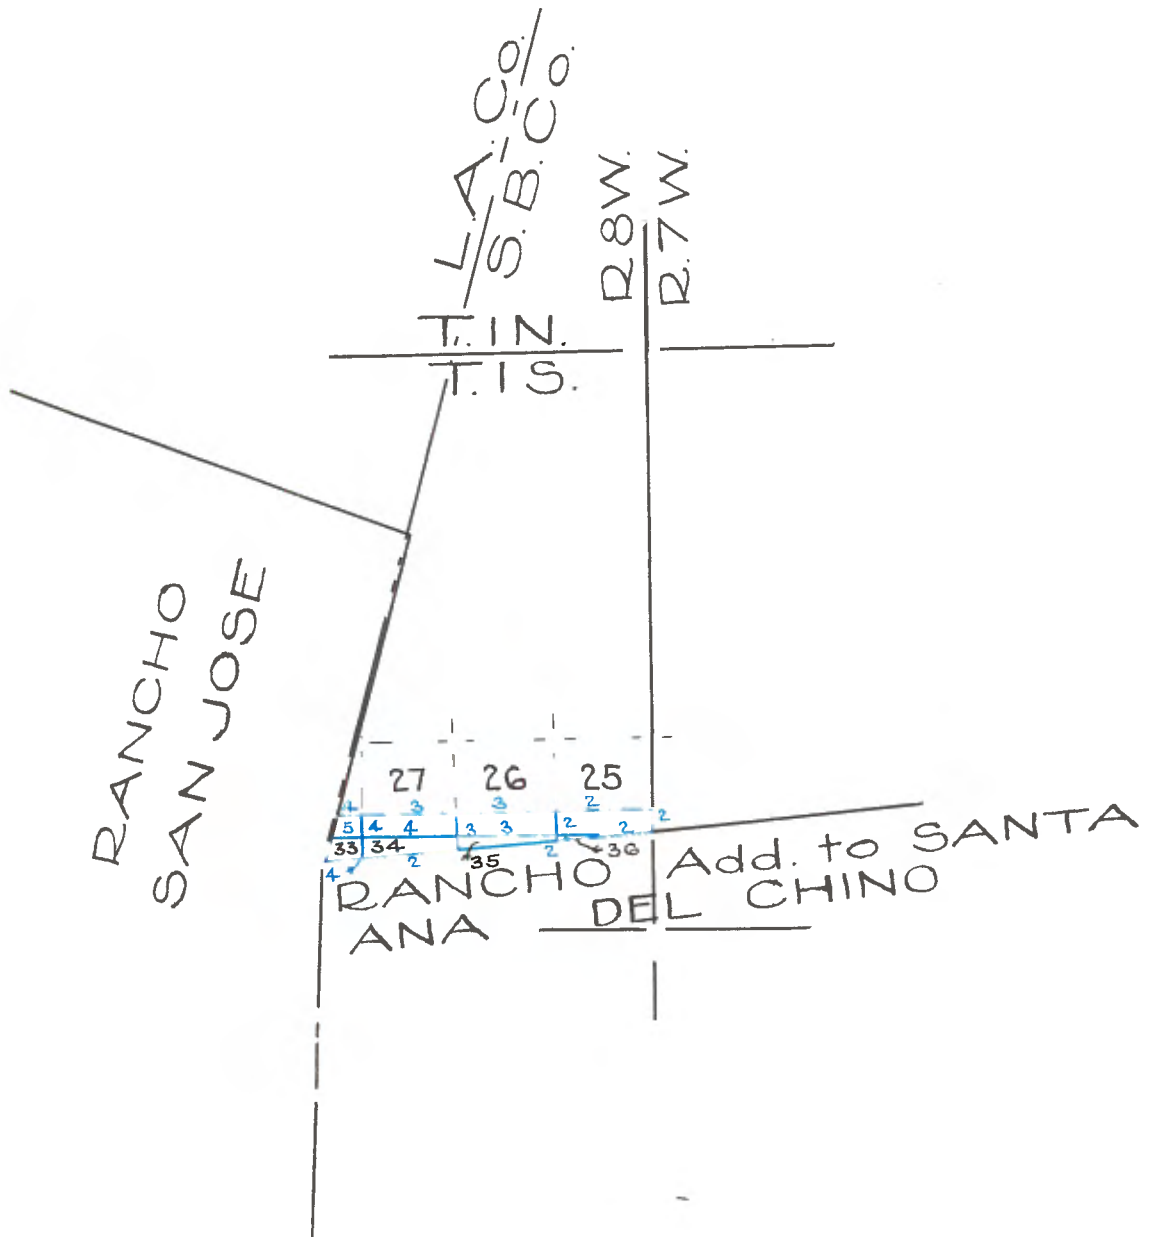 L.A. Co.
S.B. Co.
R.8W.
R.7W.
T.1N.
T.1S.
RANCHO
SAN JOSE
27 26 25
4 3 3 2
5 4 4 3 3 2 2 2
33 34 35 36
4 2 2
RANCHO Add. to SANTA
ANA DEL CHINO